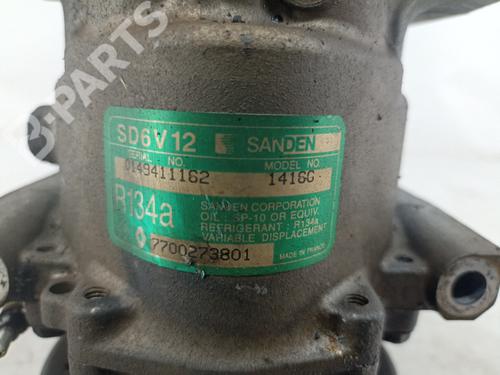 B-PARTS
SD6V12 SANDEN
SERIAL NO. MODEL NO.
0149411162 1416G
R134a
SANDEN CORPORATION
OIL : SP-10 OR EQUIV.
REFRIGERANT : R134a
VARIABLE DISPLACEMENT
7700273801 MADE IN FRANCE